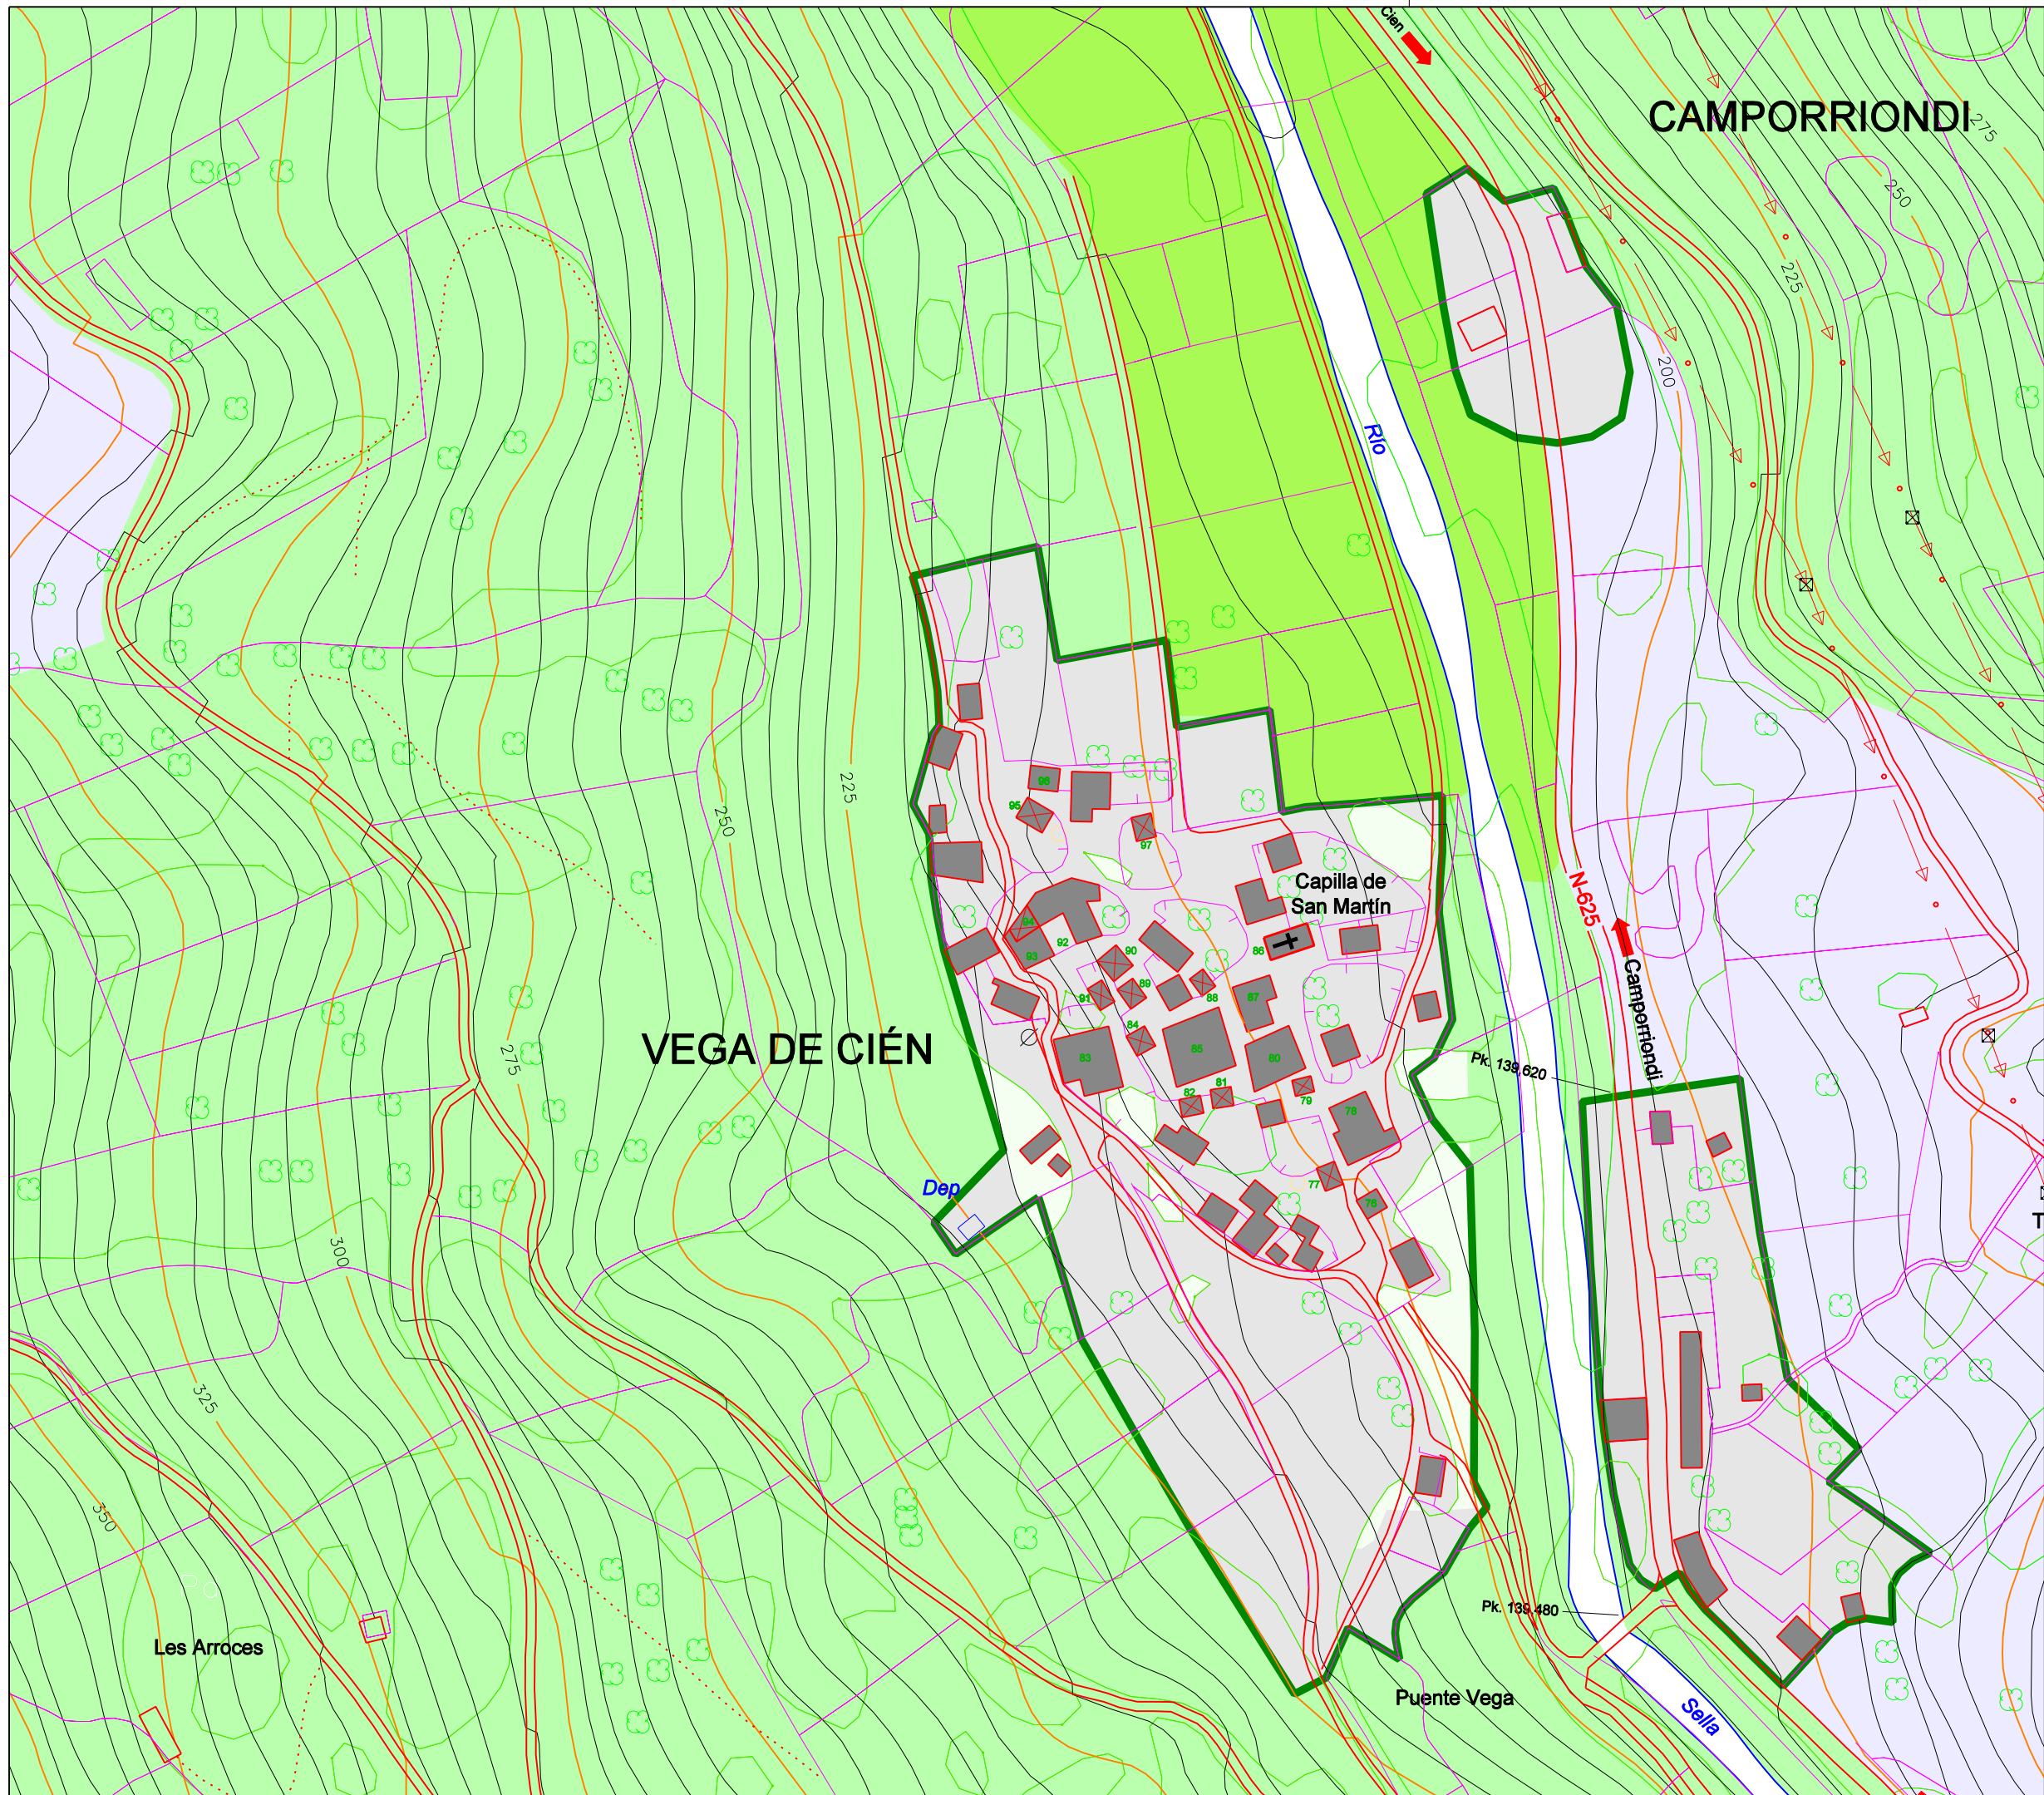 Cien
CAMPORRIONDI
275
250
225
200
Río
225
250
98
95
97
Capilla de
San Martín
N-625
94
92
93
90
86
91
89
88
87
Camporriondi
VEGA DE CIÉN
84
83
85
80
Pk. 139,620
275
82
81
79
78
Dep
77
76
T
300
325
350
Les Arroces
Pk. 139,480
Puente Vega
Sella